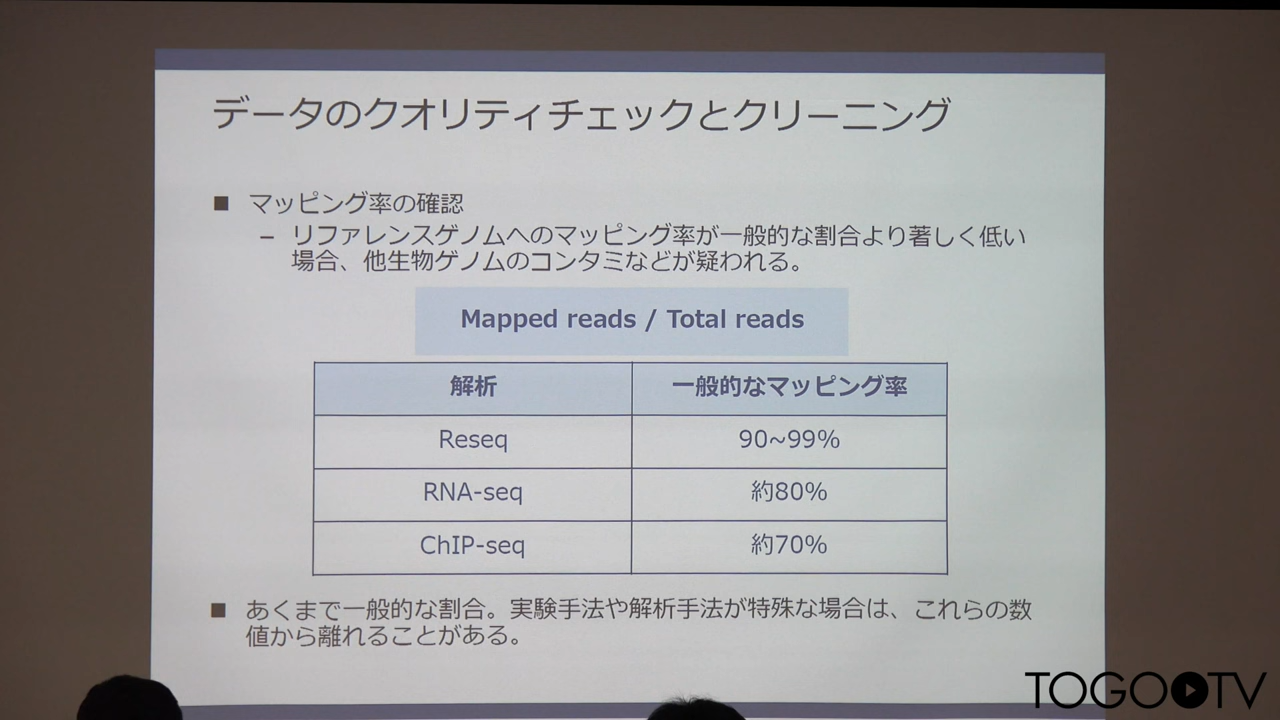 データのクオリティチェックとクリーニング
■ マッピング率の確認
– リファレンスゲノムへのマッピング率が一般的な割合より著しく低い
場合、他生物ゲノムのコンタミなどが疑われる。
Mapped reads / Total reads
解析 一般的なマッピング率
Reseq 90~99%
RNA-seq 約80%
ChIP-seq 約70%
■ あくまで一般的な割合。実験手法や解析手法が特殊な場合は、これらの数
値から離れることがある。
TOGOTV